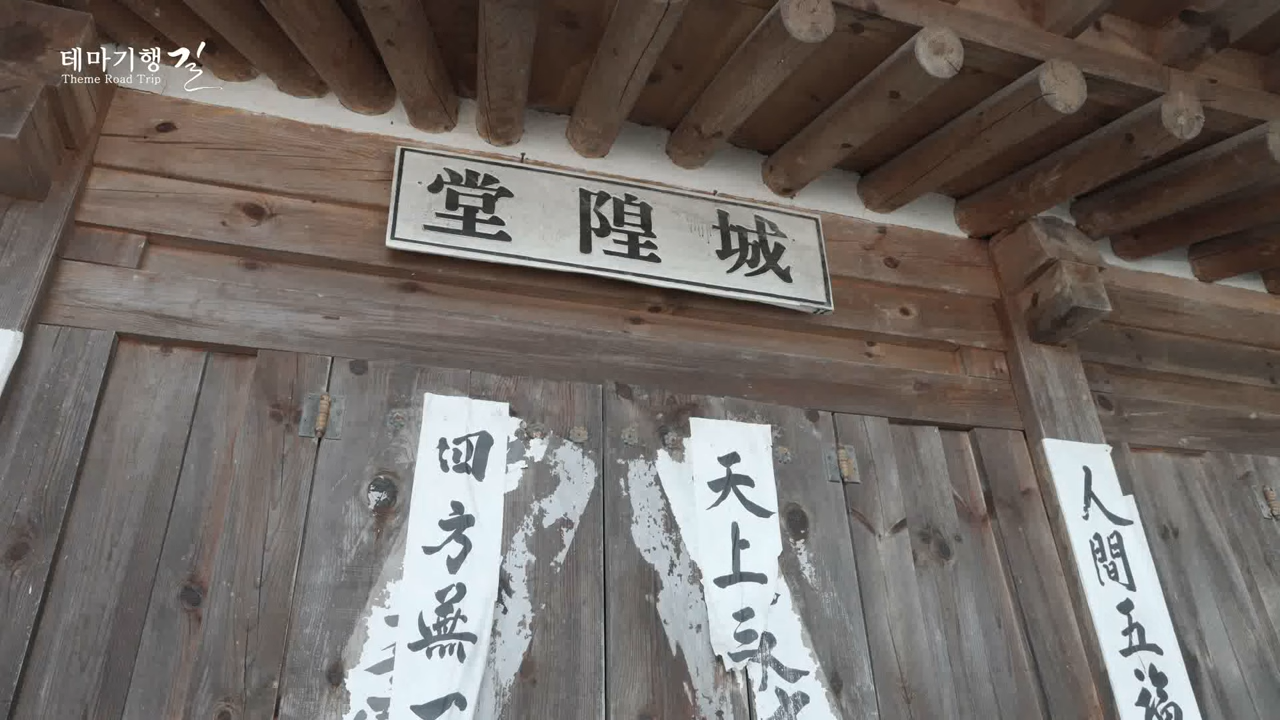 테마기행 길
Theme Road Trip
堂隍城
四方無一
天上三
人間五福